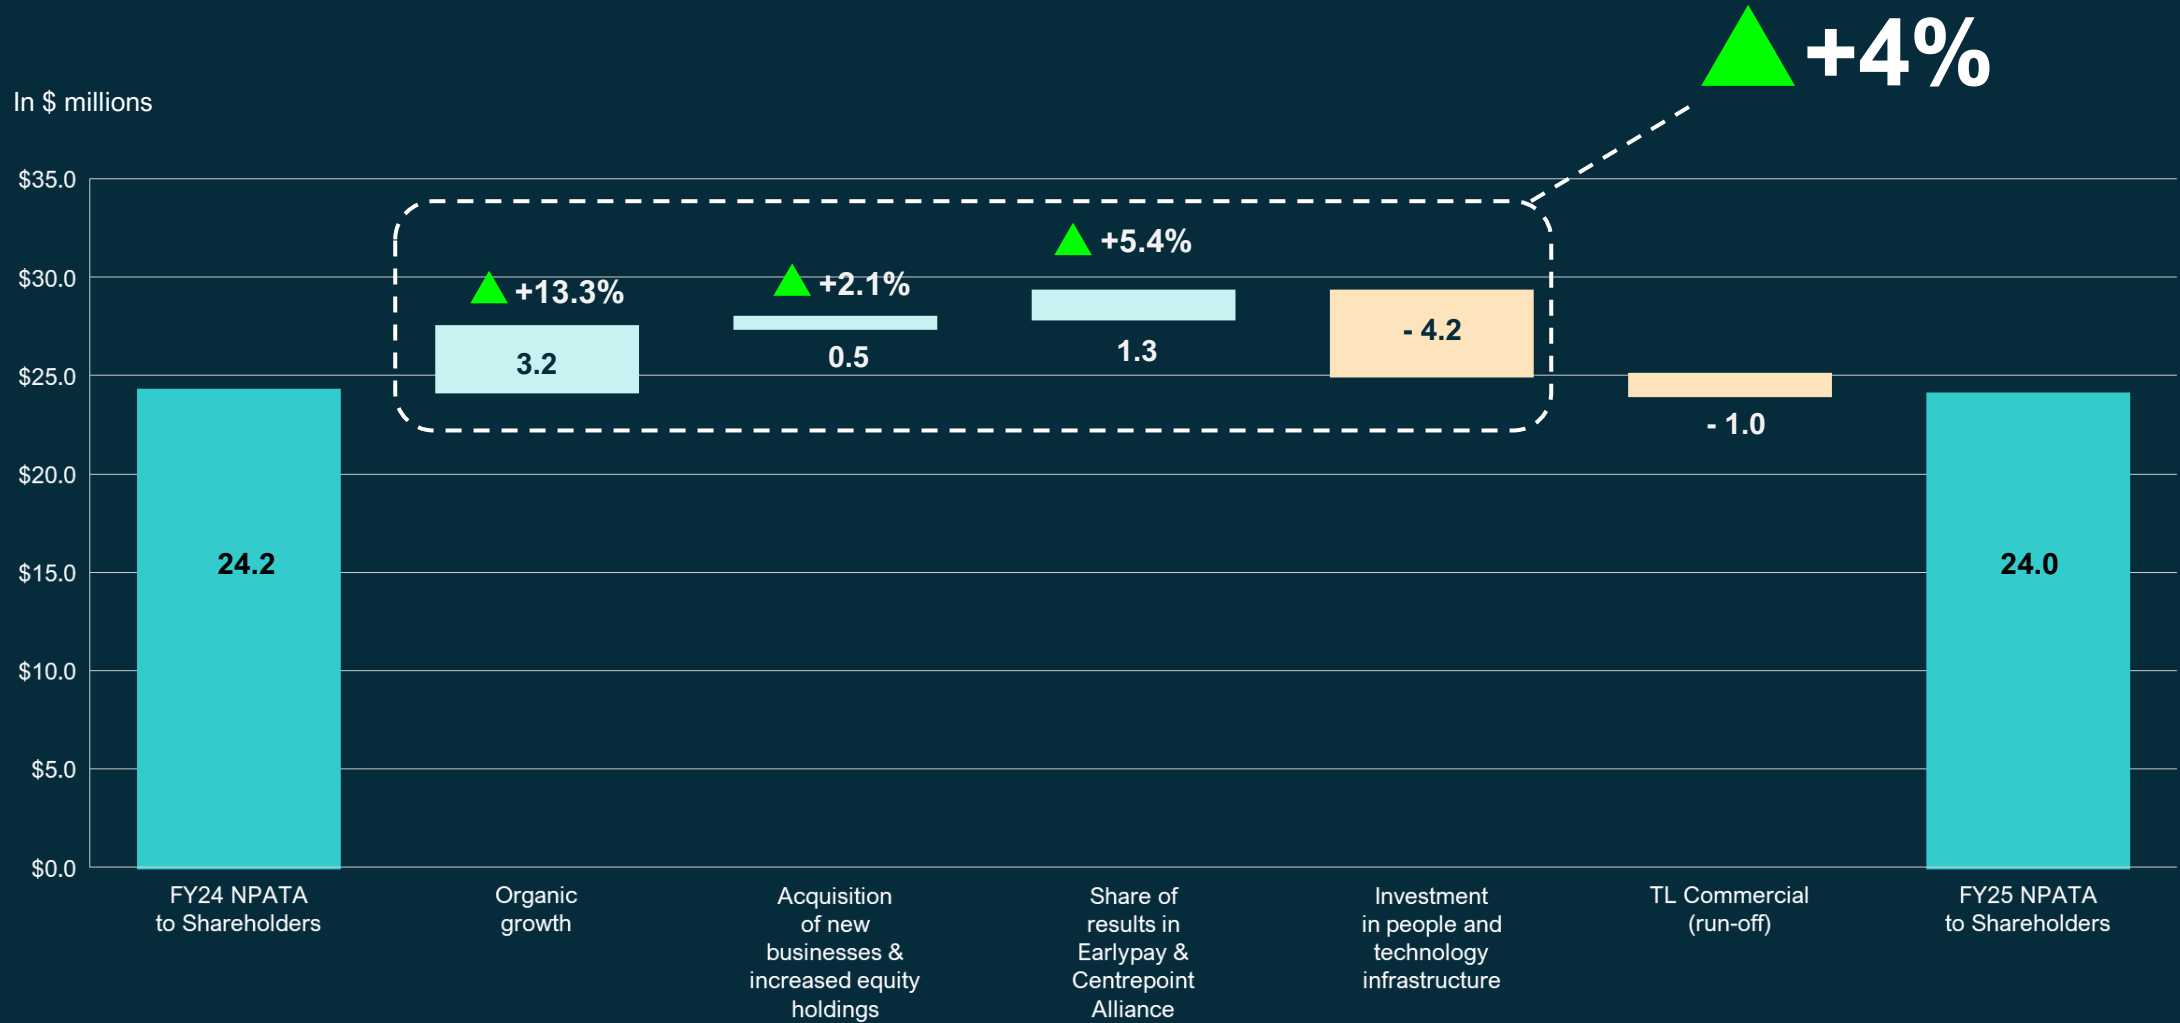 +4%
In $ millions
$35.0
$30.0
$25.0
$20.0
$15.0
$10.0
$5.0
$0.0
+13.3%
+2.1%
+5.4%
24.2
3.2
0.5
1.3
- 4.2
- 1.0
24.0
FY24 NPATA
to Shareholders
Organic
growth
Acquisition
of new
businesses &
increased equity
holdings
Share of
results in
Earlypay &
Centrepoint
Alliance
Investment
in people and
technology
infrastructure
TL Commercial
(run-off)
FY25 NPATA
to Shareholders